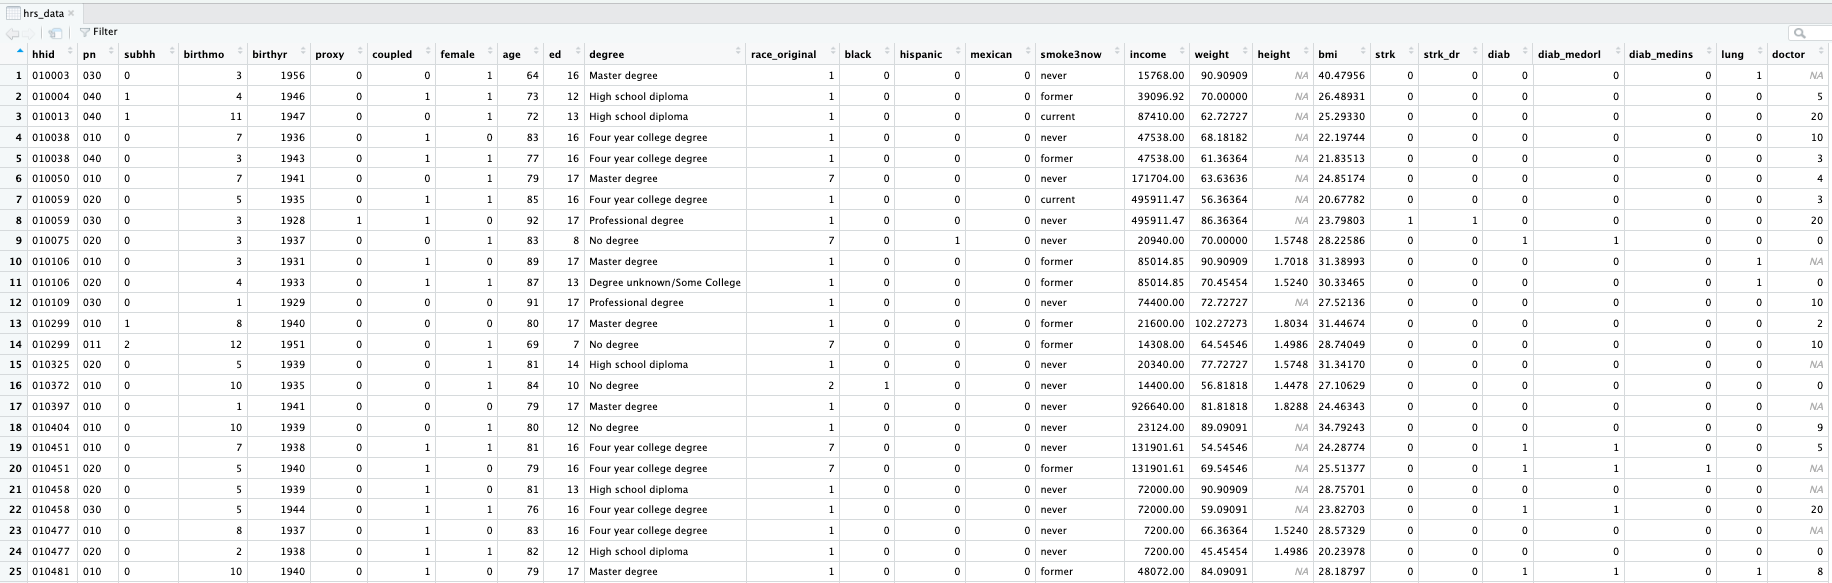 hrs_data ×
Filter
hhid pn subhh birthmo birthyr proxy coupled female age ed degree race_original black hispanic mexican smoke3now income weight height bmi strk strk_dr diab diab_medorl diab_medins lung doctor
1 010003 030 0 3 1956 0 0 1 64 16 Master degree 1 0 0 0 never 15768.00 90.90909 NA 40.47956 0 0 0 0 0 1 NA
2 010004 040 1 4 1946 0 1 1 73 12 High school diploma 1 0 0 0 former 39096.92 70.00000 NA 26.48931 0 0 0 0 0 0 5
3 010013 040 1 11 1947 0 0 1 72 13 High school diploma 1 0 0 0 current 87410.00 62.72727 NA 25.29330 0 0 0 0 0 0 20
4 010038 010 0 7 1936 0 1 0 83 16 Four year college degree 1 0 0 0 never 47538.00 68.18182 NA 22.19744 0 0 0 0 0 0 10
5 010038 040 0 3 1943 0 1 1 77 16 Four year college degree 1 0 0 0 former 47538.00 61.36364 NA 21.83513 0 0 0 0 0 0 3
6 010050 010 0 7 1941 0 0 1 79 17 Master degree 7 0 0 0 never 171704.00 63.63636 NA 24.85174 0 0 0 0 0 0 4
7 010059 020 0 5 1935 0 1 1 85 16 Four year college degree 1 0 0 0 current 495911.47 56.36364 NA 20.67782 0 0 0 0 0 0 3
8 010059 030 0 3 1928 1 1 0 92 17 Professional degree 1 0 0 0 never 495911.47 86.36364 NA 23.79803 1 1 0 0 0 0 20
9 010075 020 0 3 1937 0 0 1 83 8 No degree 7 0 1 0 never 20940.00 70.00000 1.5748 28.22586 0 0 1 1 0 0 0
10 010106 010 0 3 1931 0 1 0 89 17 Master degree 1 0 0 0 former 85014.85 90.90909 1.7018 31.38993 0 0 0 0 0 1 NA
11 010106 020 0 4 1933 0 1 1 87 13 Degree unknown/Some College 1 0 0 0 former 85014.85 70.45454 1.5240 30.33465 0 0 0 0 0 1 0
12 010109 030 0 1 1929 0 0 0 91 17 Professional degree 1 0 0 0 never 74400.00 72.72727 NA 27.52136 0 0 0 0 0 0 10
13 010299 010 1 8 1940 0 0 0 80 17 Master degree 1 0 0 0 former 21600.00 102.27273 1.8034 31.44674 0 0 0 0 0 0 2
14 010299 011 2 12 1951 0 0 1 69 7 No degree 7 0 0 0 former 14308.00 64.54546 1.4986 28.74049 0 0 0 0 0 0 10
15 010325 020 0 5 1939 0 0 1 81 14 High school diploma 1 0 0 0 never 20340.00 77.72727 1.5748 31.34170 0 0 0 0 0 0 NA
16 010372 010 0 10 1935 0 0 1 84 10 No degree 2 1 0 0 never 14400.00 56.81818 1.4478 27.10629 0 0 0 0 0 0 0
17 010397 010 0 1 1941 0 0 0 79 17 Master degree 1 0 0 0 never 926640.00 81.81818 1.8288 24.46343 0 0 0 0 0 0 NA
18 010404 010 0 10 1939 0 0 1 80 12 No degree 1 0 0 0 never 23124.00 89.09091 NA 34.79243 0 0 0 0 0 0 9
19 010451 010 0 7 1938 0 1 1 81 16 Four year college degree 7 0 0 0 never 131901.61 54.54546 NA 24.28774 0 0 1 1 0 0 5
20 010451 020 0 5 1940 0 1 0 79 16 Four year college degree 7 0 0 0 former 131901.61 69.54546 NA 25.51377 0 0 1 1 1 0 NA
21 010458 020 0 5 1939 0 1 0 81 13 High school diploma 1 0 0 0 never 72000.00 90.90909 NA 28.75701 0 0 0 0 0 0 NA
22 010458 030 0 5 1944 0 1 1 76 16 Four year college degree 1 0 0 0 never 72000.00 59.09091 NA 23.82703 0 0 1 1 0 0 20
23 010477 010 0 8 1937 0 1 0 83 16 Four year college degree 1 0 0 0 never 7200.00 66.36364 1.5240 28.57329 0 0 0 0 0 0 NA
24 010477 020 0 2 1938 0 1 1 82 12 High school diploma 1 0 0 0 never 7200.00 45.45454 1.4986 20.23978 0 0 0 0 0 0 0
25 010481 010 0 10 1940 0 1 0 79 17 Master degree 1 0 0 0 former 48072.00 84.09091 NA 28.18797 0 0 1 1 0 1 8